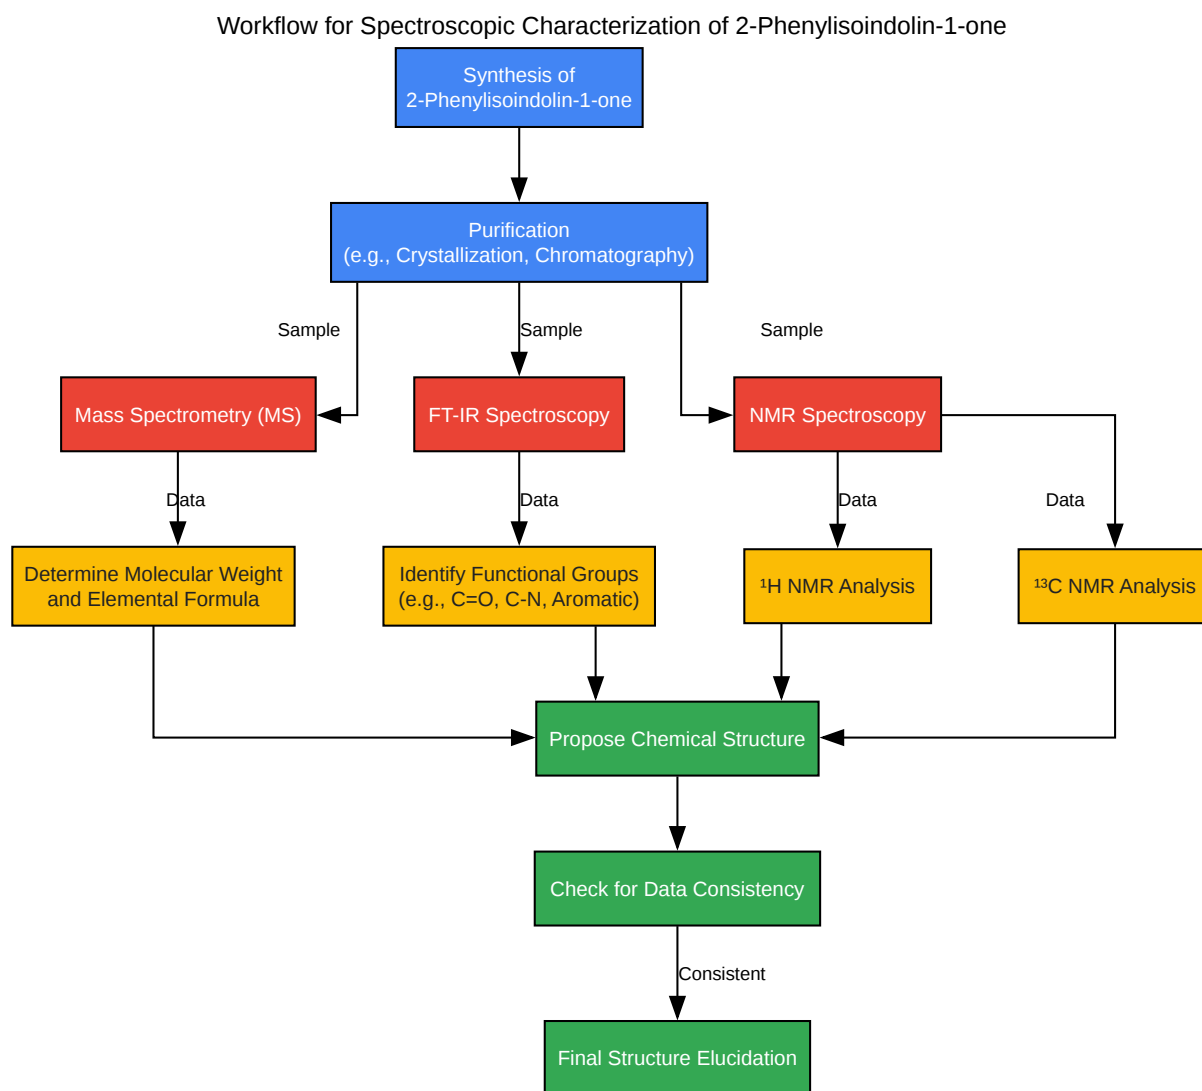 Workflow for Spectroscopic Characterization of 2-Phenylisoindolin-1-one
Synthesis of
2-Phenylisoindolin-1-one
Purification
(e.g., Crystallization, Chromatography)
Sample
Sample
Sample
Mass Spectrometry (MS)
FT-IR Spectroscopy
NMR Spectroscopy
Data
Data
Data
Data
Determine Molecular Weight
and Elemental Formula
Identify Functional Groups
(e.g., C=O, C-N, Aromatic)
¹H NMR Analysis
¹³C NMR Analysis
Propose Chemical Structure
Check for Data Consistency
Consistent
Final Structure Elucidation